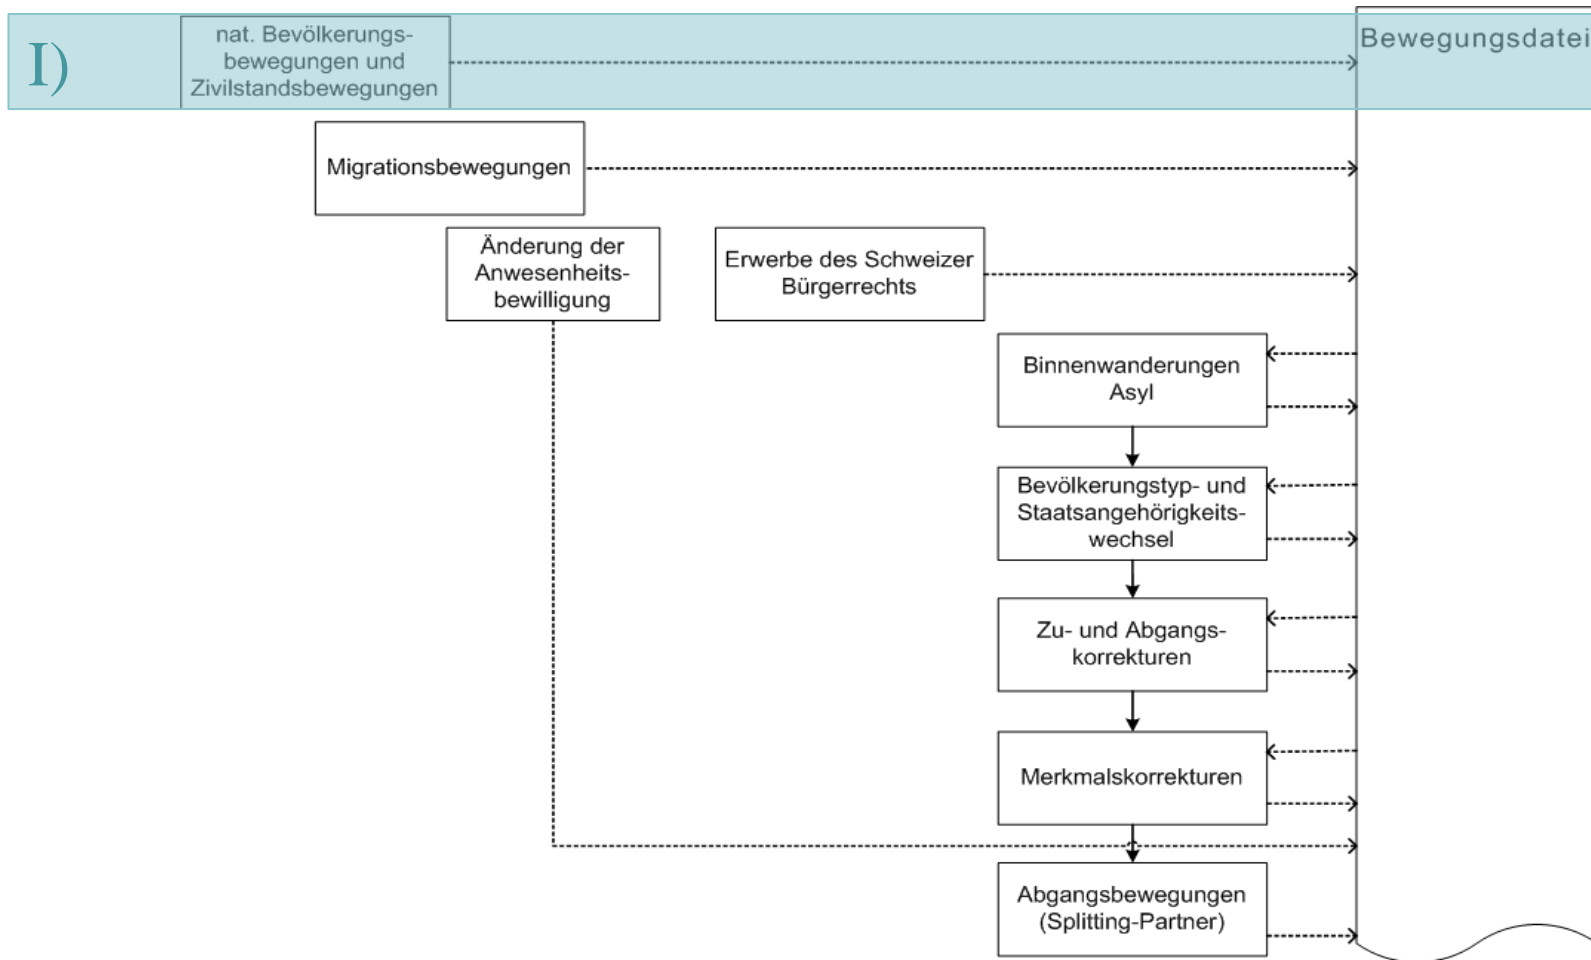 I)
nat. Bevölkerungs-
bewegungen und
Zivilstandsbewegungen
Bewegungsdatei
Migrationsbewegungen
Änderung der
Anwesenheits-
bewilligung
Erwerbe des Schweizer
Bürgerrechts
Binnenwanderungen
Asyl
Bevölkerungstyp- und
Staatsangehörigkeits-
wechsel
Zu- und Abgangs-
korrekturen
Merkmalskorrekturen
Abgangsbewegungen
(Splitting-Partner)